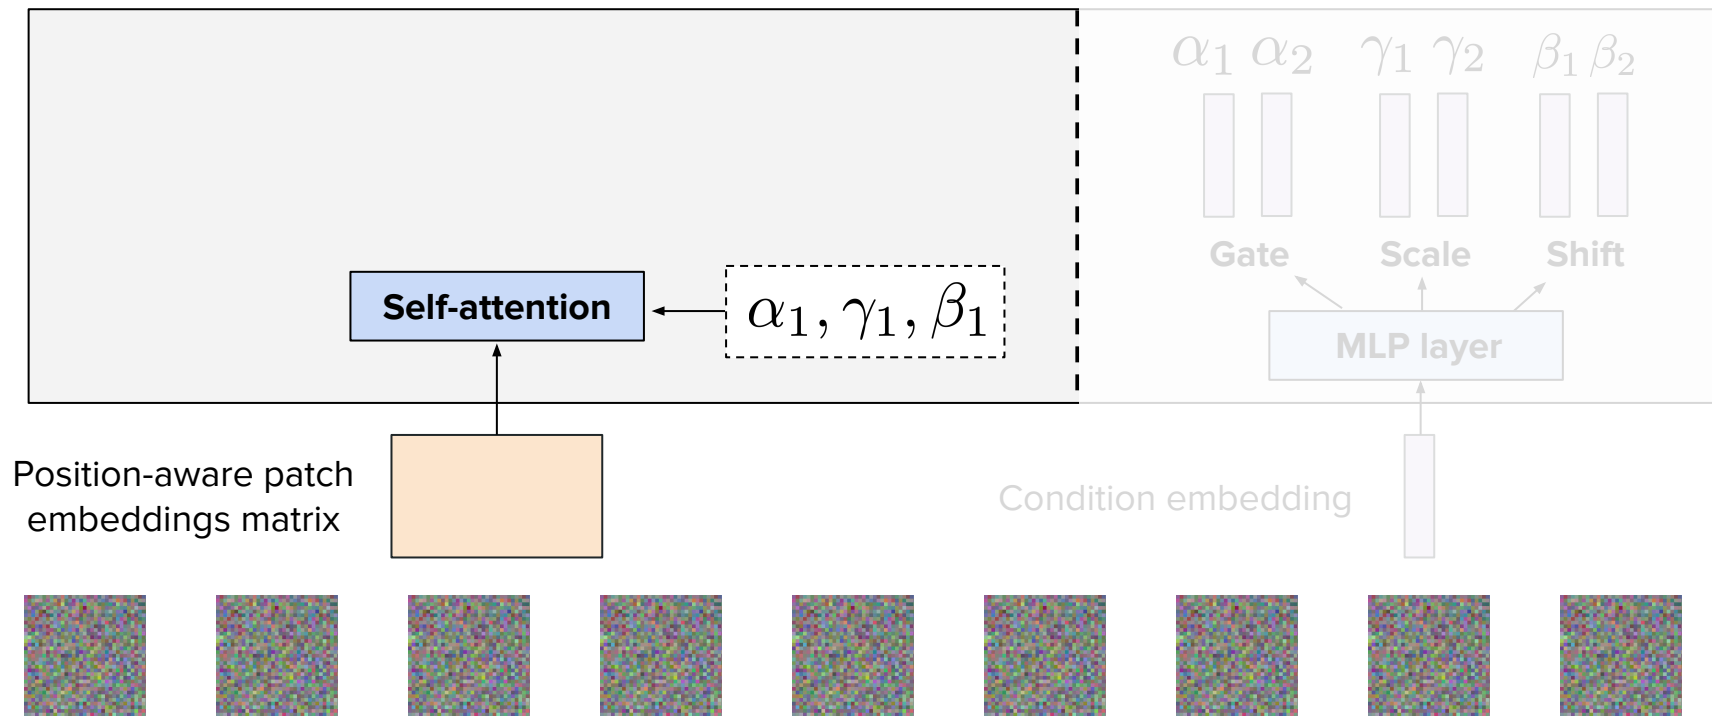 α₁ α₂ γ₁ γ₂ β₁ β₂
Gate Scale Shift
Self-attention
α₁, γ₁, β₁
MLP layer
Position-aware patch
embeddings matrix
Condition embedding